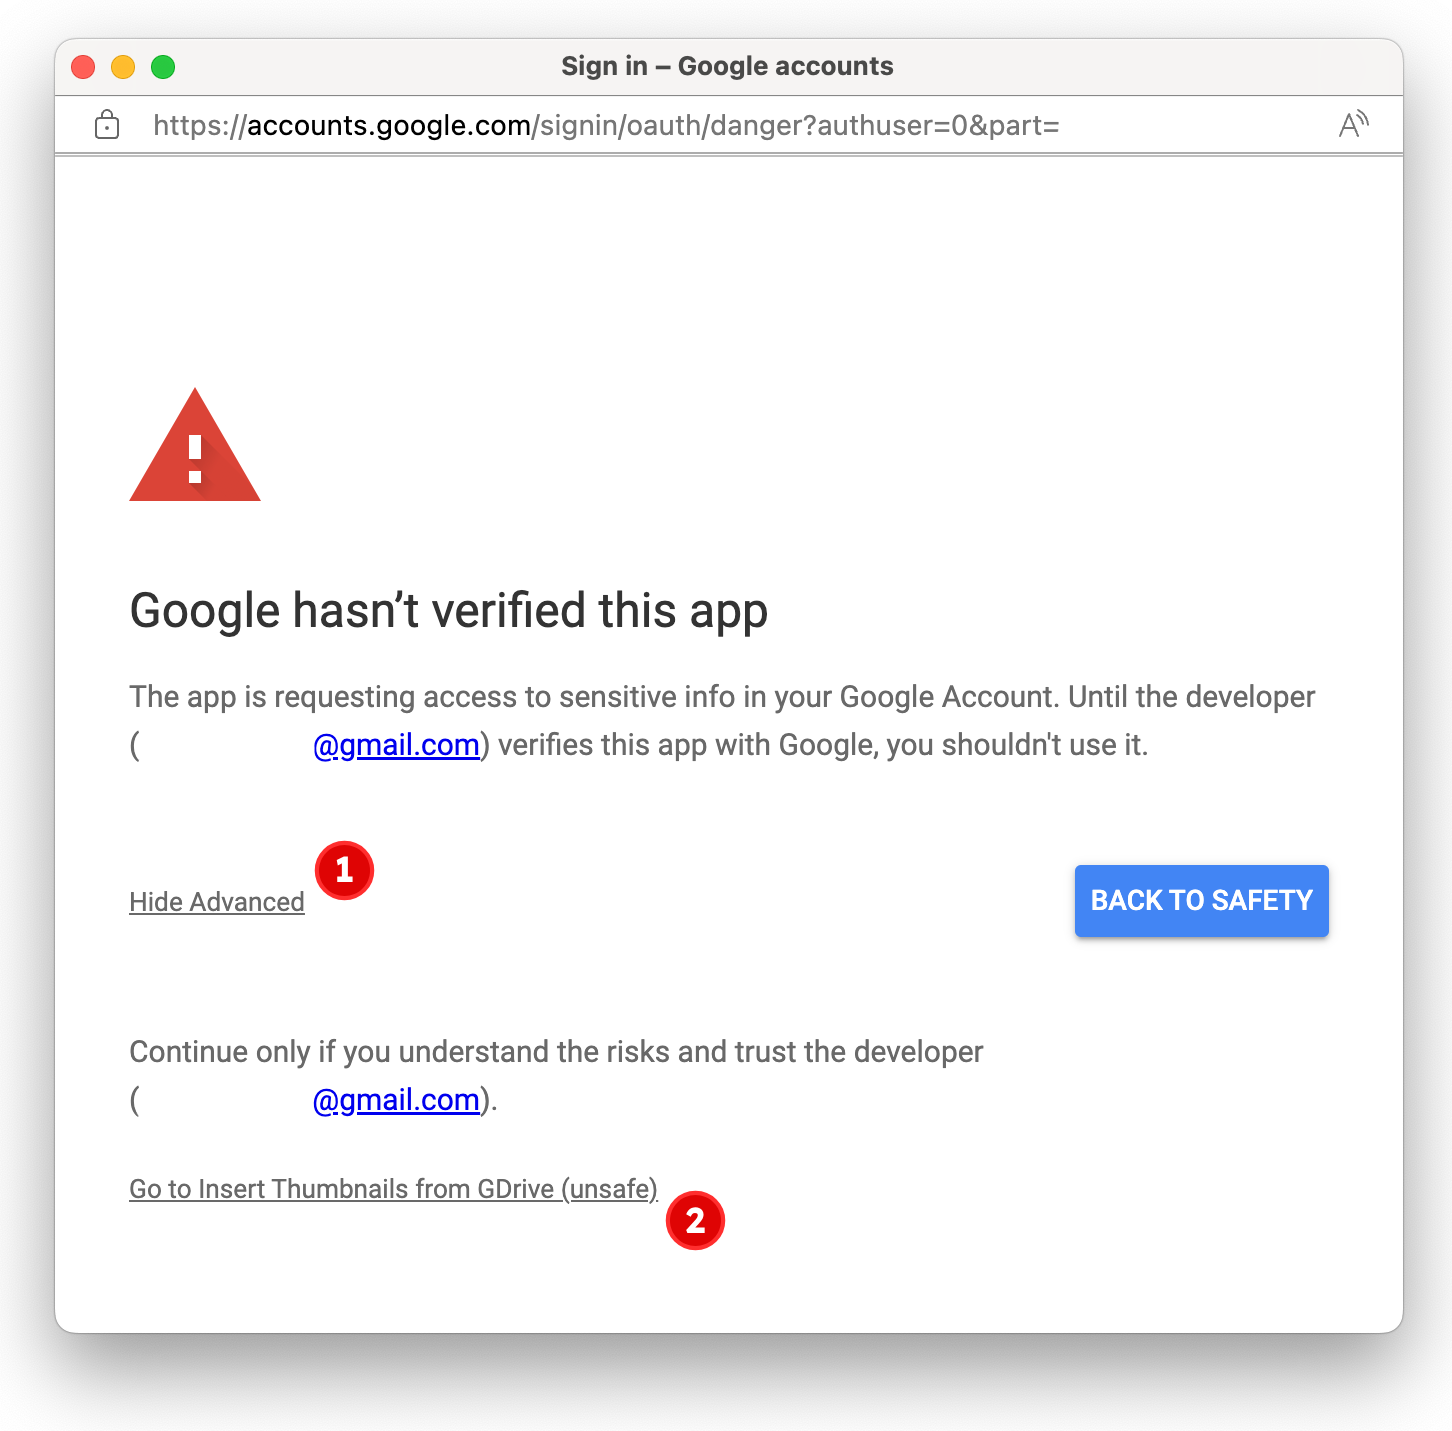 Sign in – Google accounts
https://accounts.google.com/signin/oauth/danger?authuser=0&part=
Google hasn’t verified this app
The app is requesting access to sensitive info in your Google Account. Until the developer
( @gmail.com) verifies this app with Google, you shouldn't use it.
1
Hide Advanced
BACK TO SAFETY
Continue only if you understand the risks and trust the developer
( @gmail.com).
Go to Insert Thumbnails from GDrive (unsafe)
2